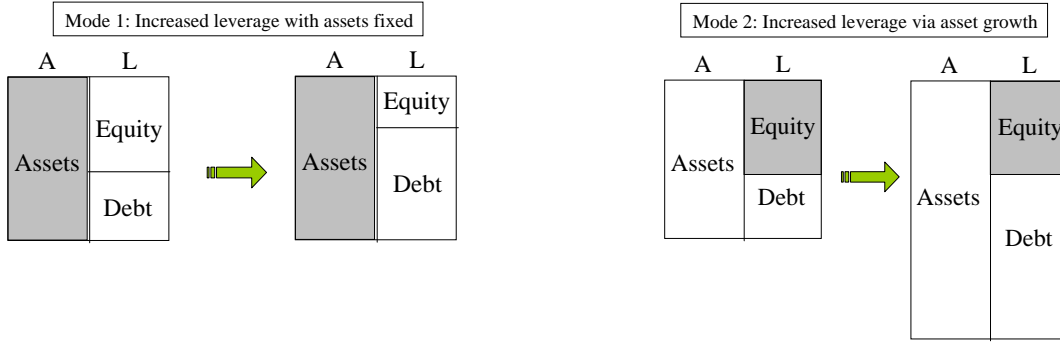 Mode 1: Increased leverage with assets fixed
A L
Assets
Equity
Debt
A L
Assets
Equity
Debt
Mode 2: Increased leverage via asset growth
A L
Assets
Equity
Debt
A L
Assets
Equity
Debt